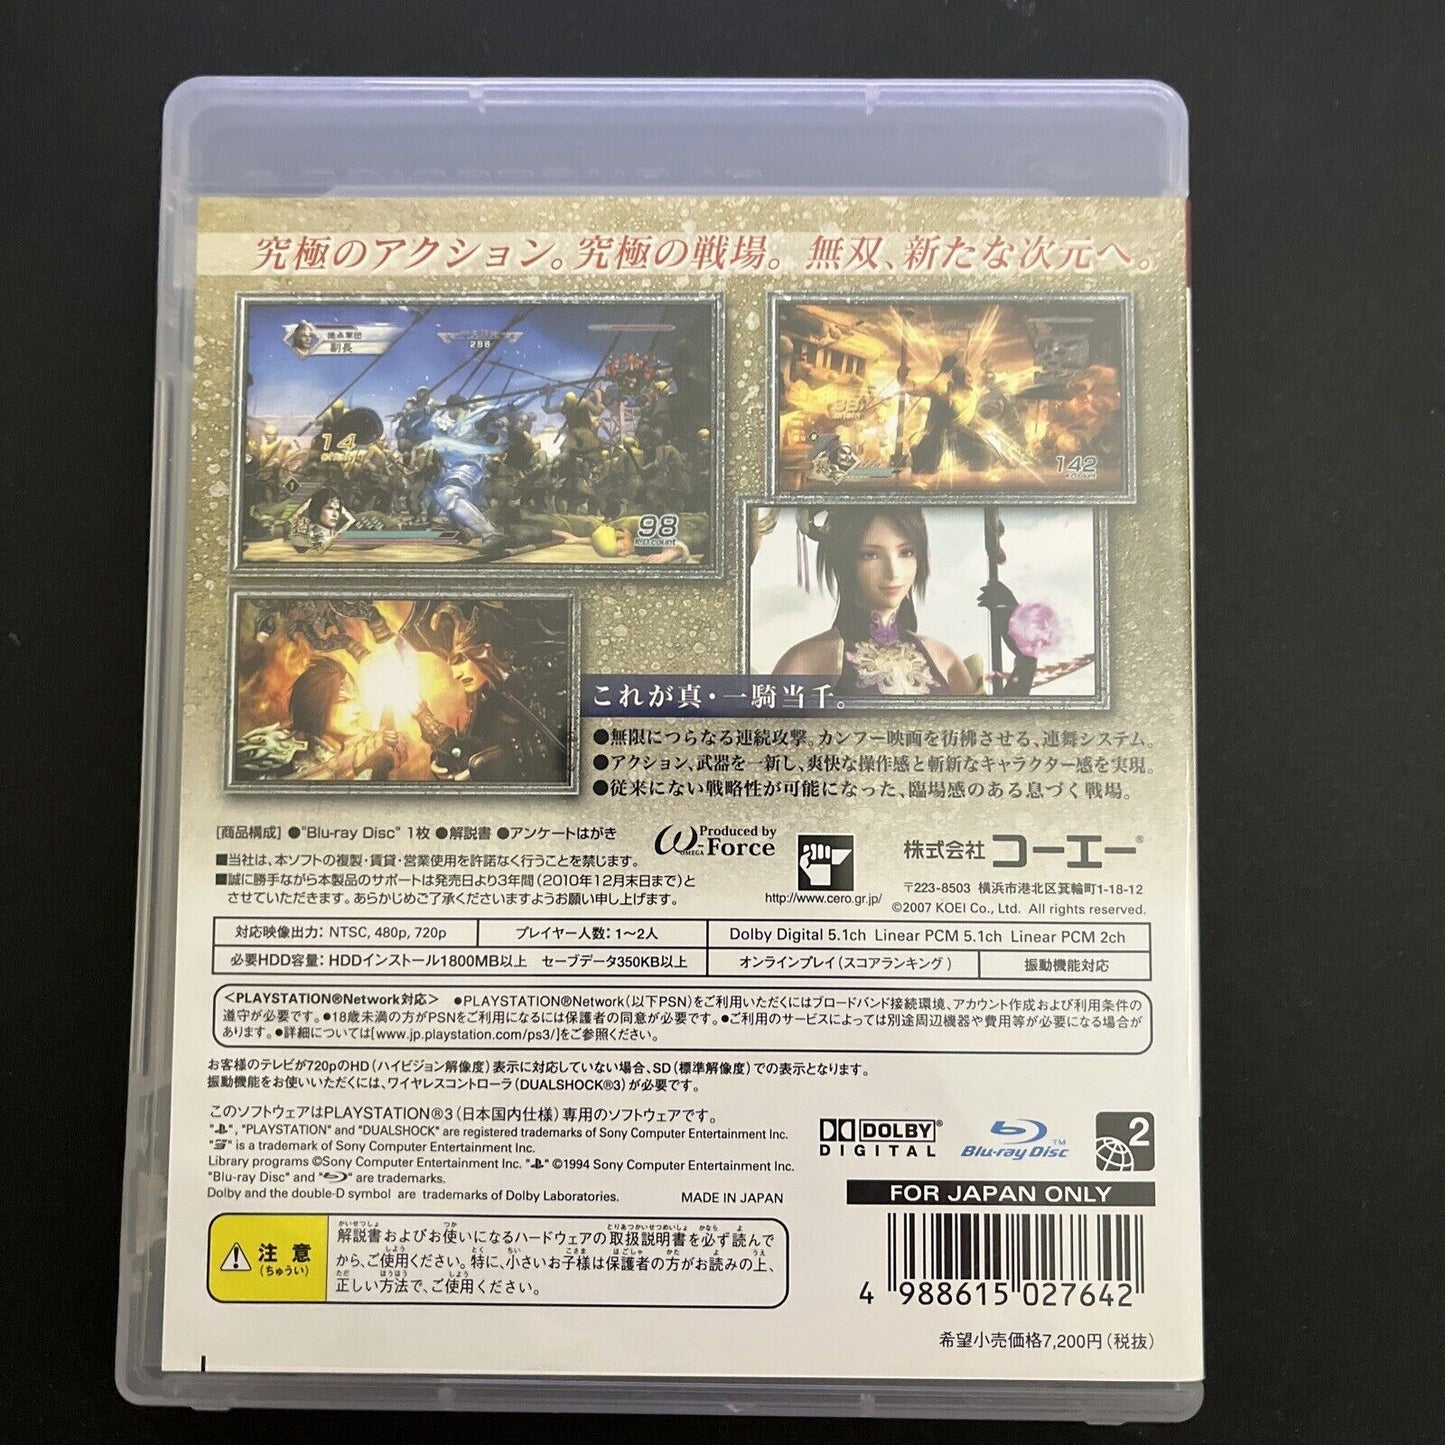 究極のアクション。究極の戦場。 無双、新たな次元へ。
副長
288
14
98
K.O.count
142
これが真・一騎当千。
●無限につらなる連続攻撃。カンフー映画を彷彿させる、連舞システム。
●アクション、武器を一新し、爽快な操作感と斬新なキャラクター感を実現。
●従来にない戦略性が可能になった、臨場感のある息づく戦場。
[商品構成] ●"Blu-ray Disc" 1枚 ●解説書 ●アンケートはがき
■当社は、本ソフトの複製・賃貸・営業使用を許諾なく行うことを禁じます。
■誠に勝手ながら本製品のサポートは発売日より3年間(2010年12月末日まで)と
させていただきます。あらかじめご了承くださいますようお願い申し上げます。
Produced by
ω-Force
OMEGA
http://www.cero.gr.jp/
株式会社 コーエー®
〒223-8503 横浜市港北区箕輪町1-18-12
©2007 KOEI Co., Ltd. All rights reserved.
対応映像出力: NTSC, 480p, 720p
プレイヤー人数: 1～2人
Dolby Digital 5.1ch Linear PCM 5.1ch Linear PCM 2ch
必要HDD容量: HDDインストール1800MB以上 セーブデータ350KB以上
オンラインプレイ(スコアランキング)
振動機能対応
<PLAYSTATION®Network対応> ●PLAYSTATION®Network(以下PSN)をご利用いただくにはブロードバンド接続環境、アカウント作成および利用条件の
遵守が必要です。●18歳未満の方がPSNをご利用になるには保護者の同意が必要です。●ご利用のサービスによっては別途周辺機器や費用等が必要になる場合が
あります。●詳細については[www.jp.playstation.com/ps3/]をご参照ください。
お客様のテレビが720pのHD(ハイビジョン解像度)表示に対応していない場合、SD(標準解像度)での表示となります。
振動機能をお使いいただくには、ワイヤレスコントローラ(DUALSHOCK®3)が必要です。
このソフトウェアはPLAYSTATION®3(日本国内仕様)専用のソフトウェアです。
" ", "PLAYSTATION" and "DUALSHOCK" are registered trademarks of Sony Computer Entertainment Inc.
" " is a trademark of Sony Computer Entertainment Inc.
Library programs ©Sony Computer Entertainment Inc. " " ©1994 Sony Computer Entertainment Inc.
"Blu-ray Disc" and " " are trademarks.
Dolby and the double-D symbol are trademarks of Dolby Laboratories.
MADE IN JAPAN
DOLBY®
DIGITAL
Blu-ray Disc™
2
FOR JAPAN ONLY
注意
(ちゅうい)
解説書およびお使いになるハードウェアの取扱説明書を必ず読んで
から、ご使用ください。特に、小さいお子様は保護者の方がお読みの上、
正しい方法で、ご使用ください。
4 988615 027642
希望小売価格7,200円(税抜)